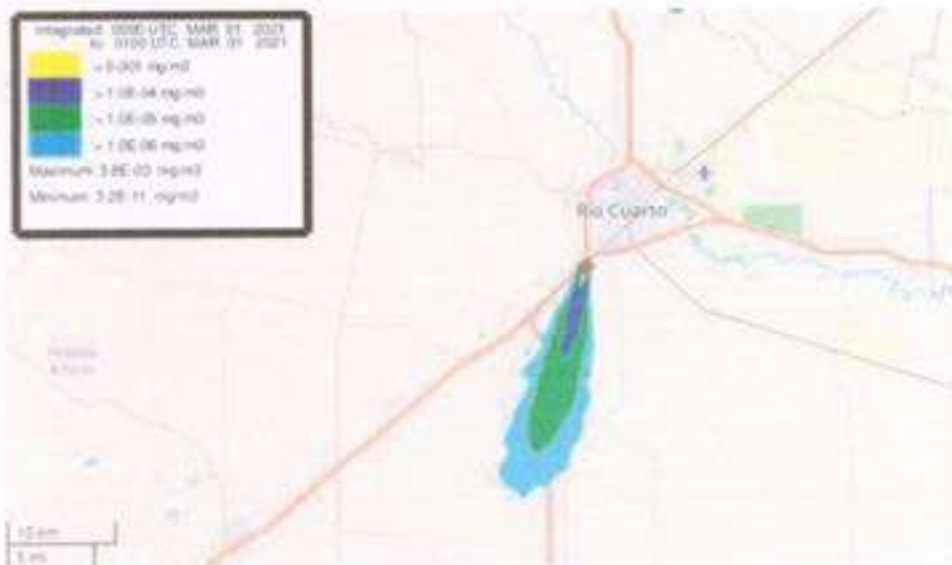 Integrated: 0000 UTC, MAR. 01 2021
to: 0100 UTC, MAR. 01 2021
> 0.001 mg/m3
> 1.0E-04 mg/m3
> 1.0E-05 mg/m3
> 1.0E-06 mg/m3
Maximum: 3.8E-03 mg/m3
Minimum: 3.2E-11 mg/m3
Río Cuarto
10 km
5 mi